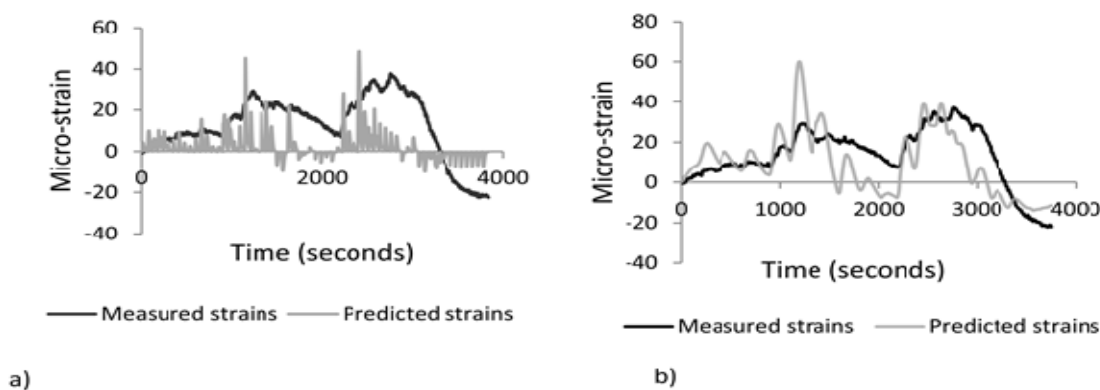 60
40
20
0
-20
-40
Micro-strain
0
2000
4000
Time (seconds)
Measured strains
Predicted strains
a)
80
60
40
20
0
-20
-40
Micro-strain
0
1000
2000
3000
4000
Time (seconds)
Measured strains
Predicted strains
b)